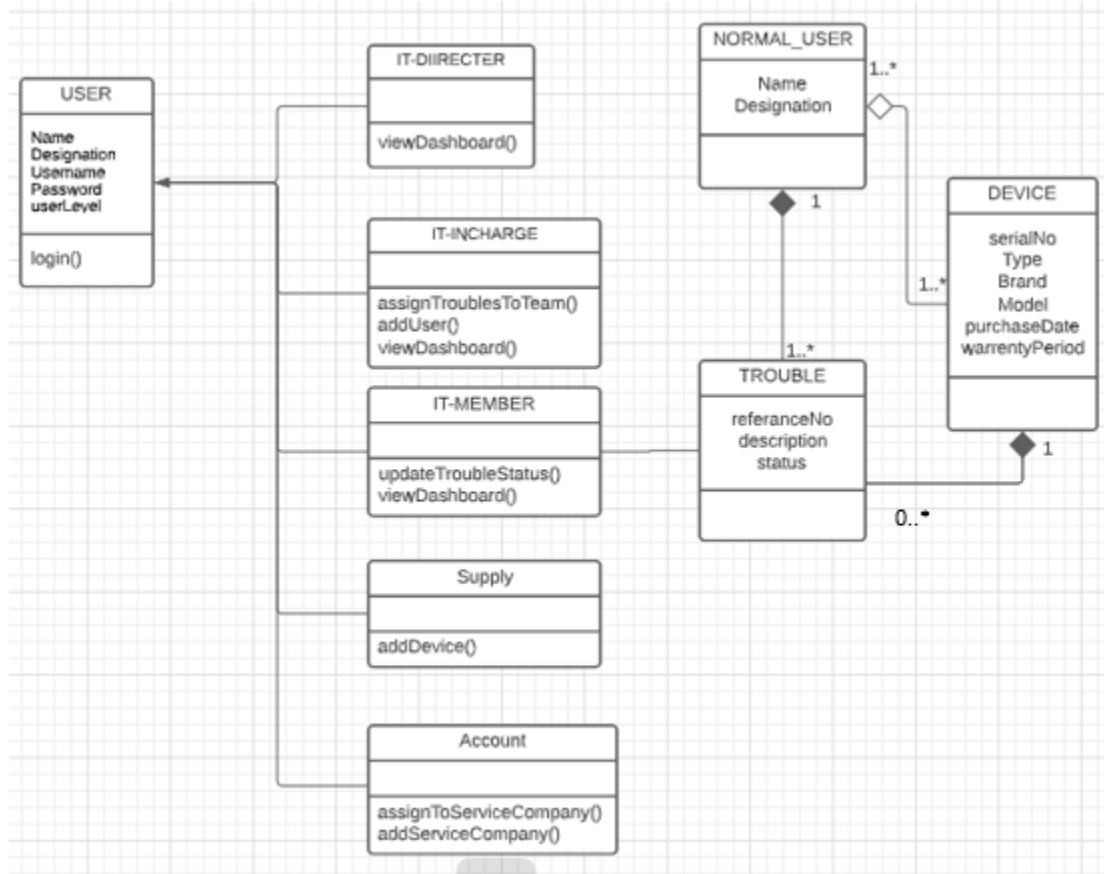 USER
Name
Designation
Username
Password
userLevel
login()
IT-DIIRECTER
viewDashboard()
IT-INCHARGE
assignTroublesToTeam()
addUser()
viewDashboard()
IT-MEMBER
updateTroubleStatus()
viewDashboard()
Supply
addDevice()
Account
assignToServiceCompany()
addServiceCompany()
NORMAL_USER
Name
Designation
1..*
1
1..*
1..*
TROUBLE
referanceNo
description
status
DEVICE
serialNo
Type
Brand
Model
purchaseDate
warrentyPeriod
1
0..*